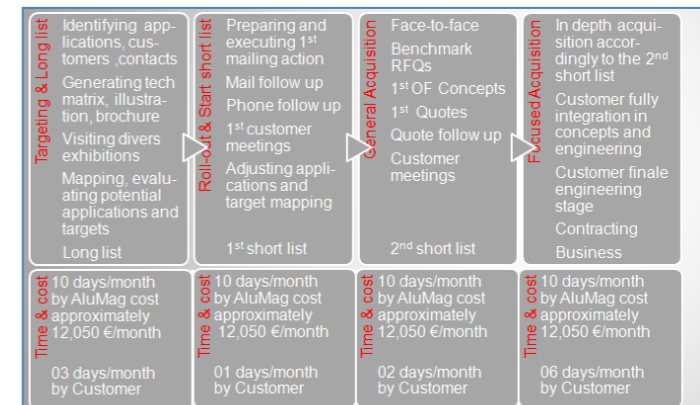 Targeting & Long list
Identifying app-
lications, cus-
tomers ,contacts
Generating tech
matrix, illustra-
tion, brochure
Visiting divers
exhibitions
Mapping, evalu-
ating potential
applications and
targets
Long list
Roll-out & Start short list
Preparing and
executing 1st
mailing action
Mail follow up
Phone follow up
1st customer
meetings
Adjusting appli-
cations and
target mapping
1st short list
General Acquisition
Face-to-face
Benchmark
RFQs
1st OF Concepts
1st Quotes
Quote follow up
Customer
meetings
2nd short list
Focused Acquisition
In depth acqui-
sition accor-
dingly to the 2nd
short list
Customer fully
integration in
concepts and
engineering
Customer finale
engineering
stage
Contracting
Business
Time & cost
10 days/month
by AluMag cost
approximately
12,050 €/month
03 days/month
by Customer
Time & cost
10 days/month
by AluMag cost
approximately
12,050 €/month
01 days/month
by Customer
Time & cost
10 days/month
by AluMag cost
approximately
12,050 €/month
02 days/month
by Customer
Time & cost
10 days/month
by AluMag cost
approximately
12,050 €/month
06 days/month
by Customer